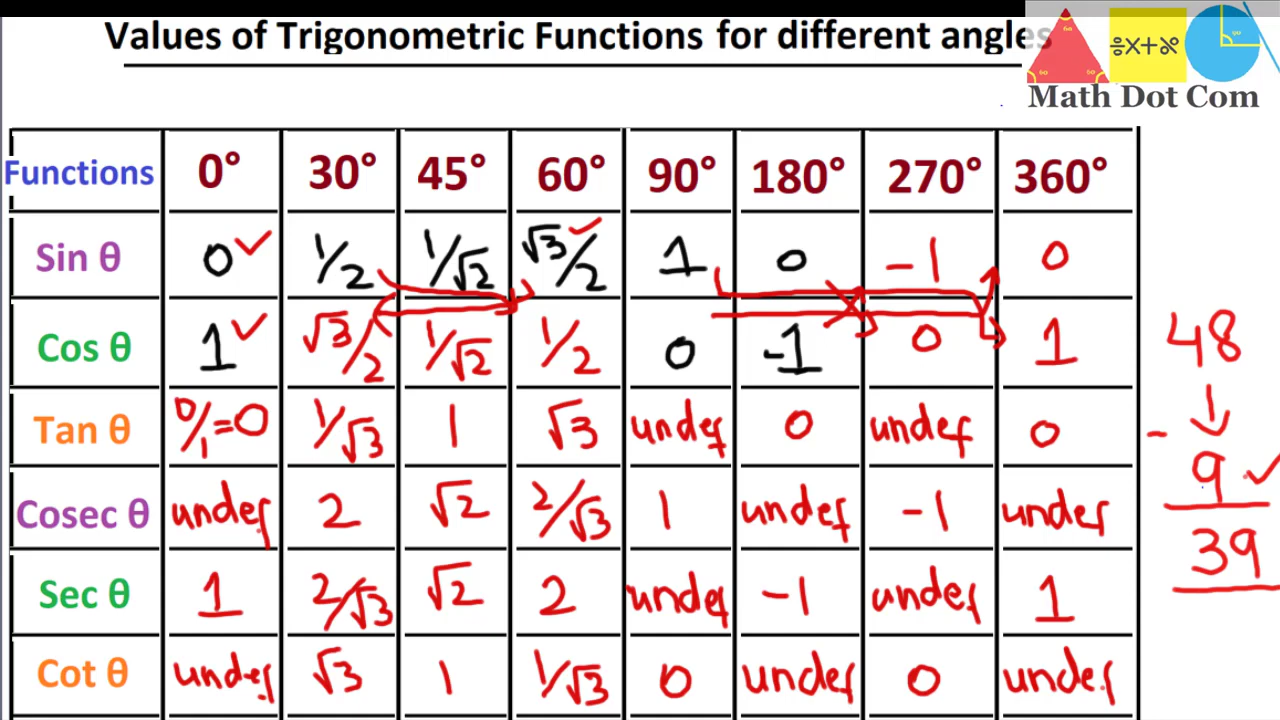 Values of Trigonometric Functions for different angles
÷X+
Math Dot Com
Functions 0° 30° 45° 60° 90° 180° 270° 360°
Sin θ 0 1/2 1/√2 √3/2 1 0 -1 0
Cos θ 1 √3/2 1/√2 1/2 0 -1 0 1
Tan θ 0/1=0 1/√3 1 √3 undef 0 undef 0
Cosec θ undef 2 √2 2/√3 1 undef -1 undef
Sec θ 1 2/√3 √2 2 undef -1 undef 1
Cot θ undef √3 1 1/√3 0 undef 0 undef
48
- 9
39